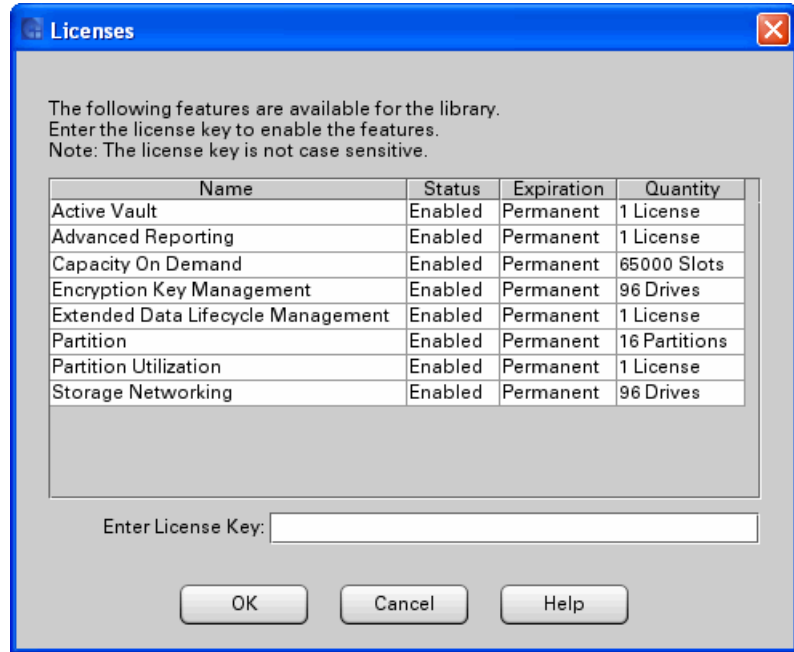 Licenses
The following features are available for the library.
Enter the license key to enable the features.
Note: The license key is not case sensitive.
Name Status Expiration Quantity
Active Vault Enabled Permanent 1 License
Advanced Reporting Enabled Permanent 1 License
Capacity On Demand Enabled Permanent 65000 Slots
Encryption Key Management Enabled Permanent 96 Drives
Extended Data Lifecycle Management Enabled Permanent 1 License
Partition Enabled Permanent 16 Partitions
Partition Utilization Enabled Permanent 1 License
Storage Networking Enabled Permanent 96 Drives
Enter License Key:
OK Cancel Help